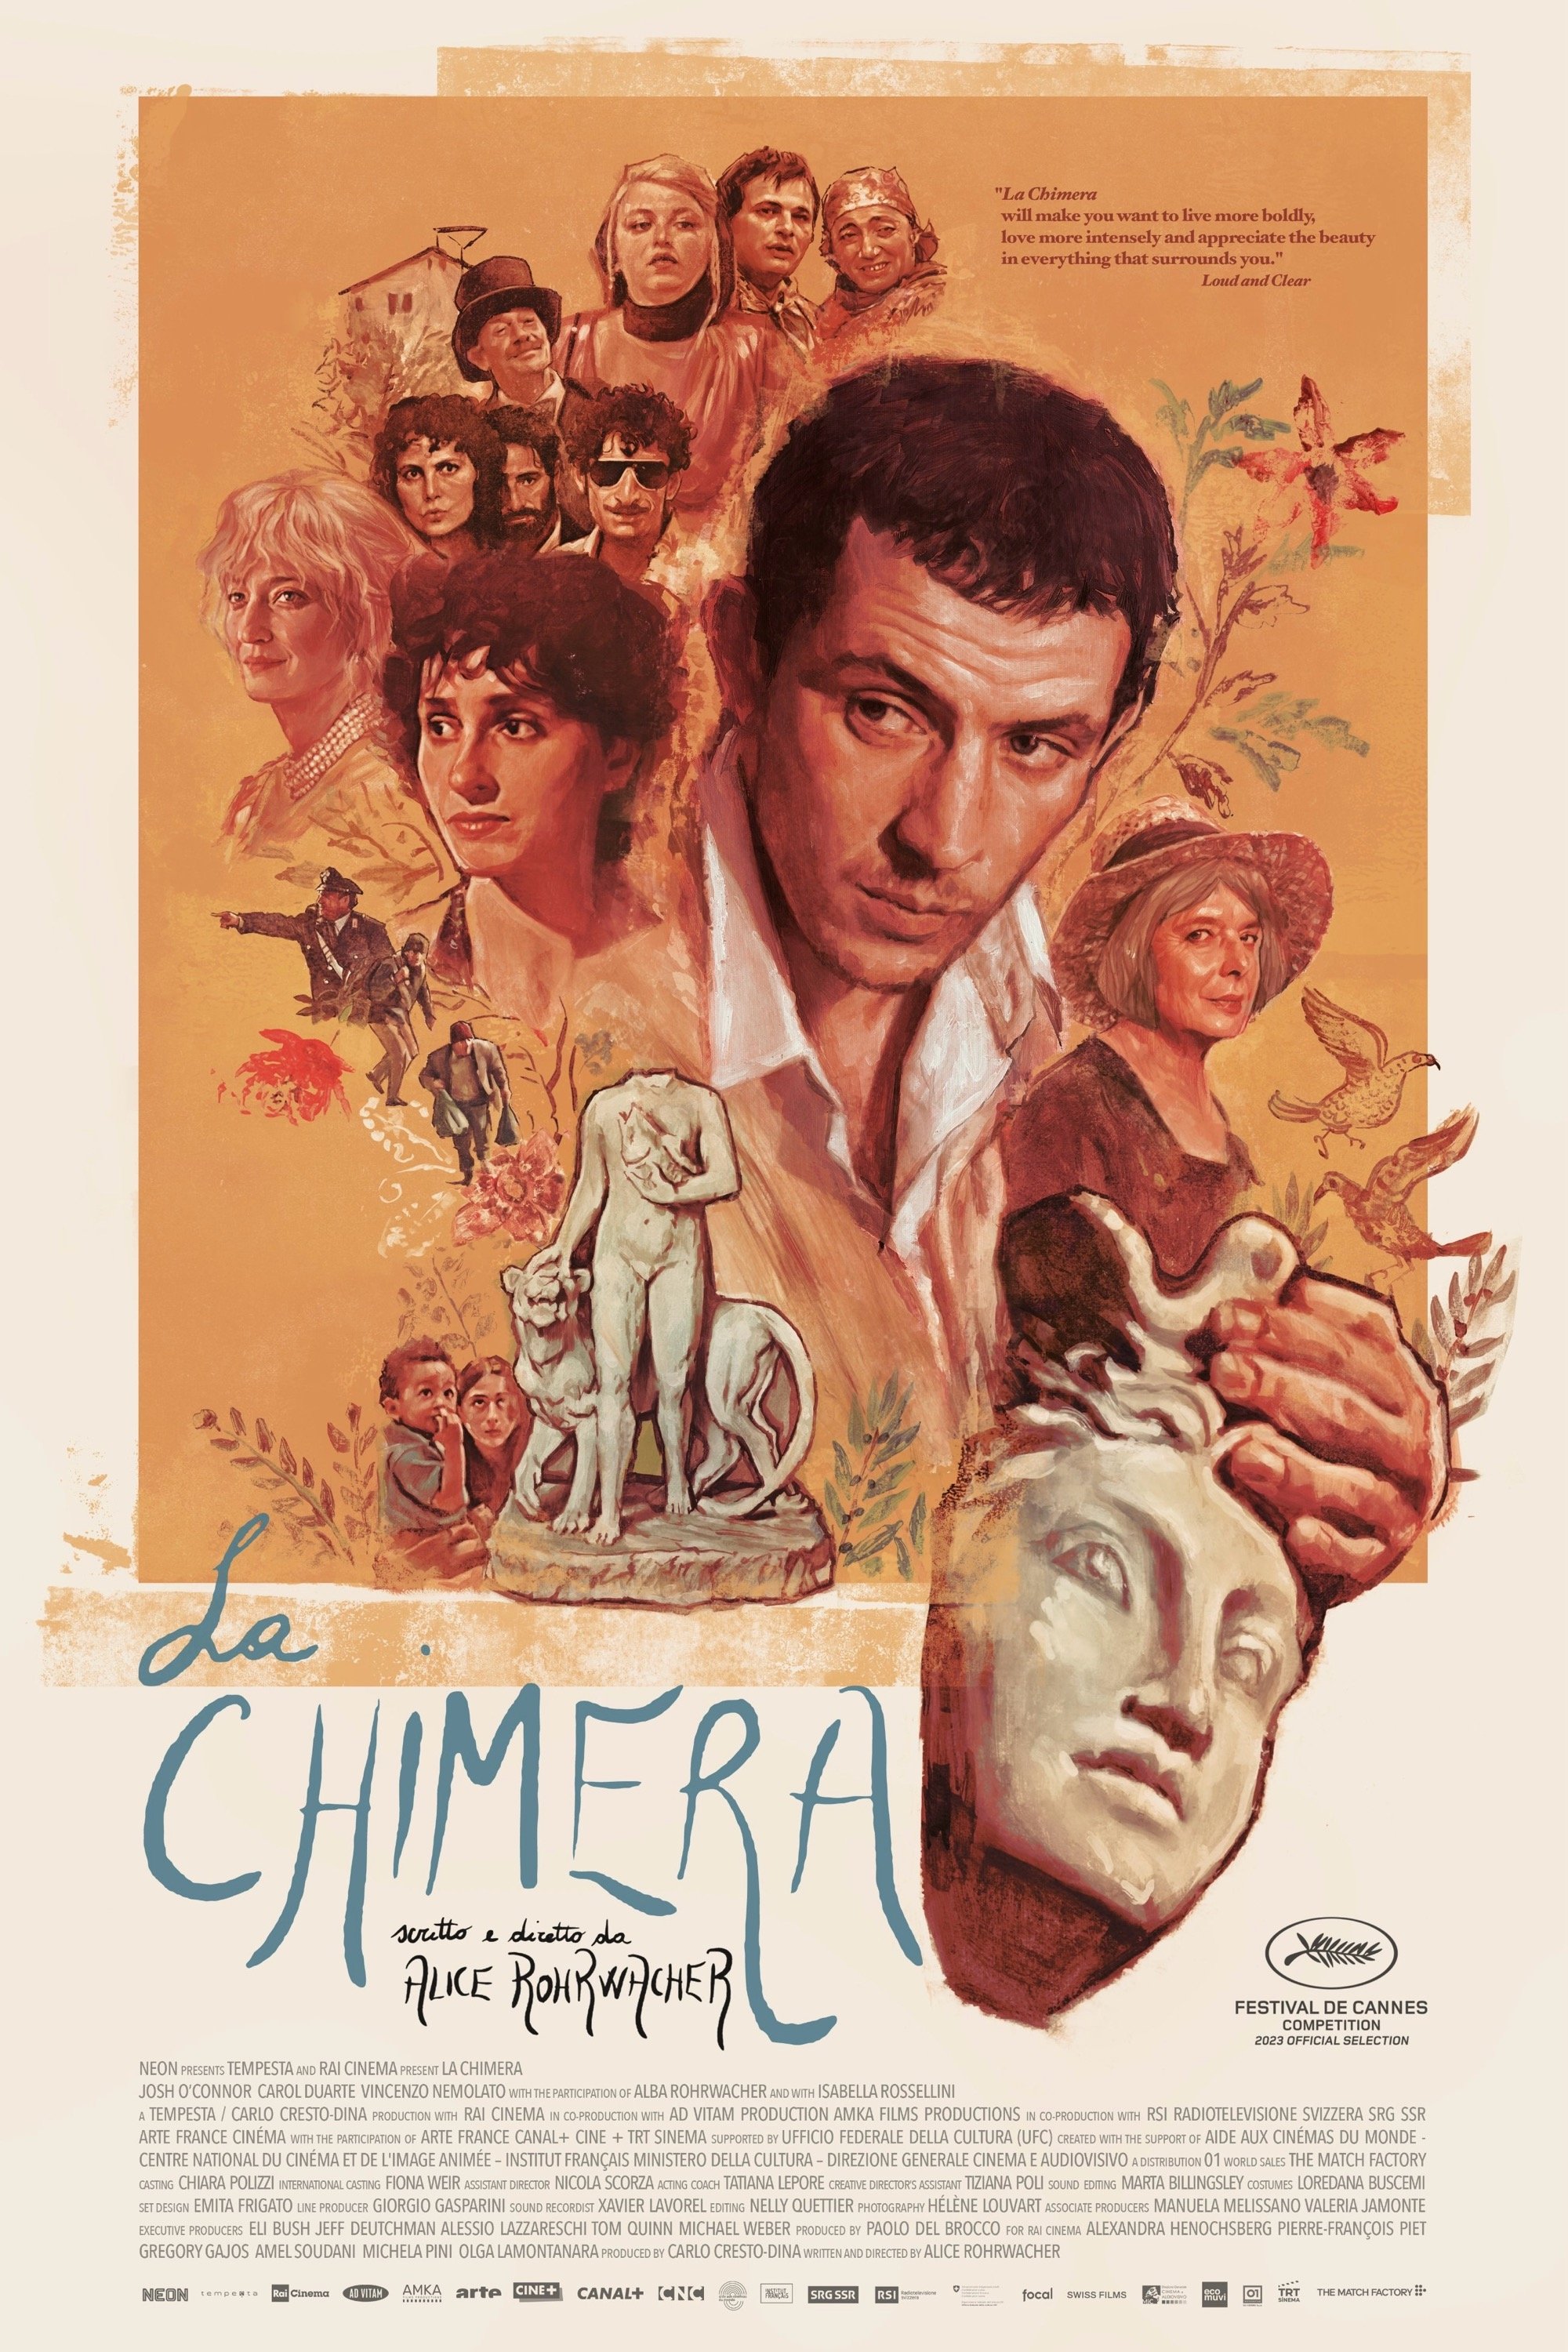 "La Chimera
will make you want to live more boldly,
love more intensely and appreciate the beauty
in everything that surrounds you."
Loud and Clear
La
CHiMERA
scritto e diretto da
ALICE ROHRWACHER
FESTIVAL DE CANNES
COMPETITION
2023 OFFICIAL SELECTION
NEON PRESENTS TEMPESTA AND RAI CINEMA PRESENT LA CHIMERA
JOSH O'CONNOR CAROL DUARTE VINCENZO NEMOLATO WITH THE PARTICIPATION OF ALBA ROHRWACHER AND WITH ISABELLA ROSSELLINI
A TEMPESTA / CARLO CRESTO-DINA PRODUCTION WITH RAI CINEMA IN CO-PRODUCTION WITH AD VITAM PRODUCTION AMKA FILMS PRODUCTIONS IN CO-PRODUCTION WITH RSI RADIOTELEVISIONE SVIZZERA SRG SSR
ARTE FRANCE CINÉMA WITH THE PARTICIPATION OF ARTE FRANCE CANAL+ CINE + TRT SINEMA SUPPORTED BY UFFICIO FEDERALE DELLA CULTURA (UFC) CREATED WITH THE SUPPORT OF AIDE AUX CINÉMAS DU MONDE -
CENTRE NATIONAL DU CINÉMA ET DE L'IMAGE ANIMÉE – INSTITUT FRANÇAIS MINISTERO DELLA CULTURA – DIREZIONE GENERALE CINEMA E AUDIOVISIVO A DISTRIBUTION 01 WORLD SALES THE MATCH FACTORY
CASTING CHIARA POLIZZI INTERNATIONAL CASTING FIONA WEIR ASSISTANT DIRECTOR NICOLA SCORZA ACTING COACH TATIANA LEPORE CREATIVE DIRECTOR'S ASSISTANT TIZIANA POLI SOUND EDITING MARTA BILLINGSLEY COSTUMES LOREDANA BUSCEMI
SET DESIGN EMITA FRIGATO LINE PRODUCER GIORGIO GASPARINI SOUND RECORDIST XAVIER LAVOREL EDITING NELLY QUETTIER PHOTOGRAPHY HÉLÈNE LOUVART ASSOCIATE PRODUCERS MANUELA MELISSANO VALERIA JAMONTE
EXECUTIVE PRODUCERS ELI BUSH JEFF DEUTCHMAN ALESSIO LAZZARESCHI TOM QUINN MICHAEL WEBER PRODUCED BY PAOLO DEL BROCCO FOR RAI CINEMA ALEXANDRA HENOCHSBERG PIERRE-FRANÇOIS PIET
GREGORY GAJOS AMEL SOUDANI MICHELA PINI OLGA LAMONTANARA PRODUCED BY CARLO CRESTO-DINA WRITTEN AND DIRECTED BY ALICE ROHRWACHER
NEON tempesta Rai Cinema AD VITAM AMKA arte CINE+ CANAL+ CNC INSTITUT FRANÇAIS SRG SSR RSI Radiotelevisione svizzera focal SWISS FILMS eco muvi 01 TRT SİNEMA THE MATCH FACTORY